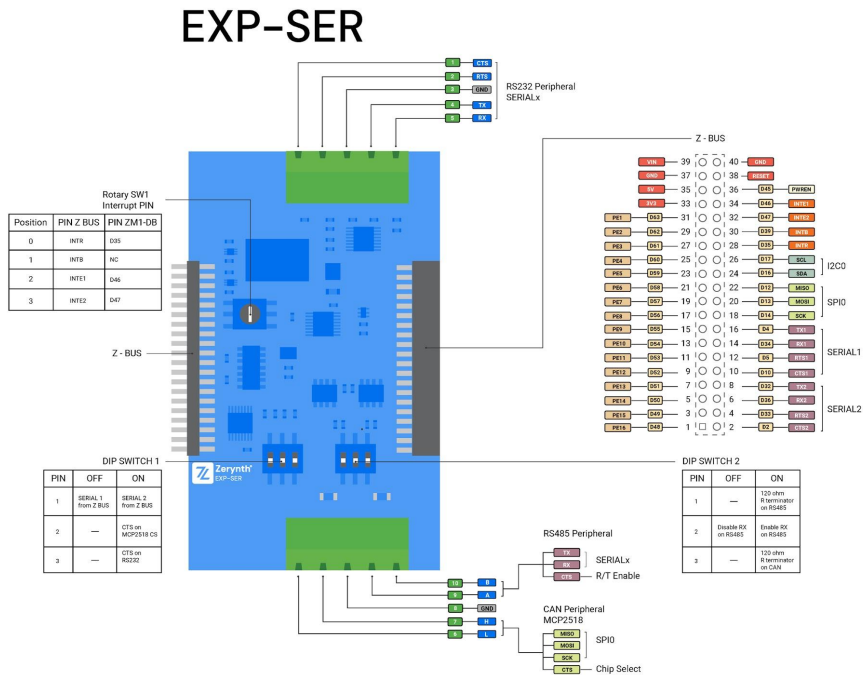 EXP-SER
1 CTS
2 RTS
3 GND
4 TX
5 RX
RS232 Peripheral
SERIALx
Z - BUS
VIN 39 40 GND
GND 37 38 RESET
5V 35 36 D45 PWREN
3V3 33 34 D46 INTE1
PE1 D63 31 32 D47 INTE2
PE2 D62 29 30 D39 INTB
PE3 D61 27 28 D35 INTR
PE4 D60 25 26 D17 SCL
PE5 D59 23 24 D16 SDA
I2C0
PE6 D58 21 22 D12 MISO
PE7 D57 19 20 D13 MOSI
PE8 D56 17 18 D14 SCK
SPI0
PE9 D55 15 16 D4 TX1
PE10 D54 13 14 D34 RX1
PE11 D53 11 12 D5 RTS1
PE12 D52 9 10 D10 CTS1
SERIAL1
PE13 D51 7 8 D32 TX2
PE14 D50 5 6 D36 RX2
PE15 D49 3 4 D33 RTS2
PE16 D48 1 2 D2 CTS2
SERIAL2
Rotary SW1
Interrupt PIN
Position PIN Z BUS PIN ZM1-DB
0 INTR D35
1 INTB NC
2 INTE1 D46
3 INTE2 D47
Z - BUS
DIP SWITCH 1
PIN OFF ON
1 SERIAL 1 from Z BUS SERIAL 2 from Z BUS
2 — CTS on MCP2518 CS
3 — CTS on RS232
Zerynth®
EXP-SER
DIP SWITCH 2
PIN OFF ON
1 — 120 ohm R terminator on RS485
2 Disable RX on RS485 Enable RX on RS485
3 — 120 ohm R terminator on CAN
10 B
9 A
8 GND
7 H
6 L
RS485 Peripheral
TX
RX
SERIALx
CTS R/T Enable
CAN Peripheral
MCP2518
MISO
MOSI
SCK
SPI0
CTS Chip Select